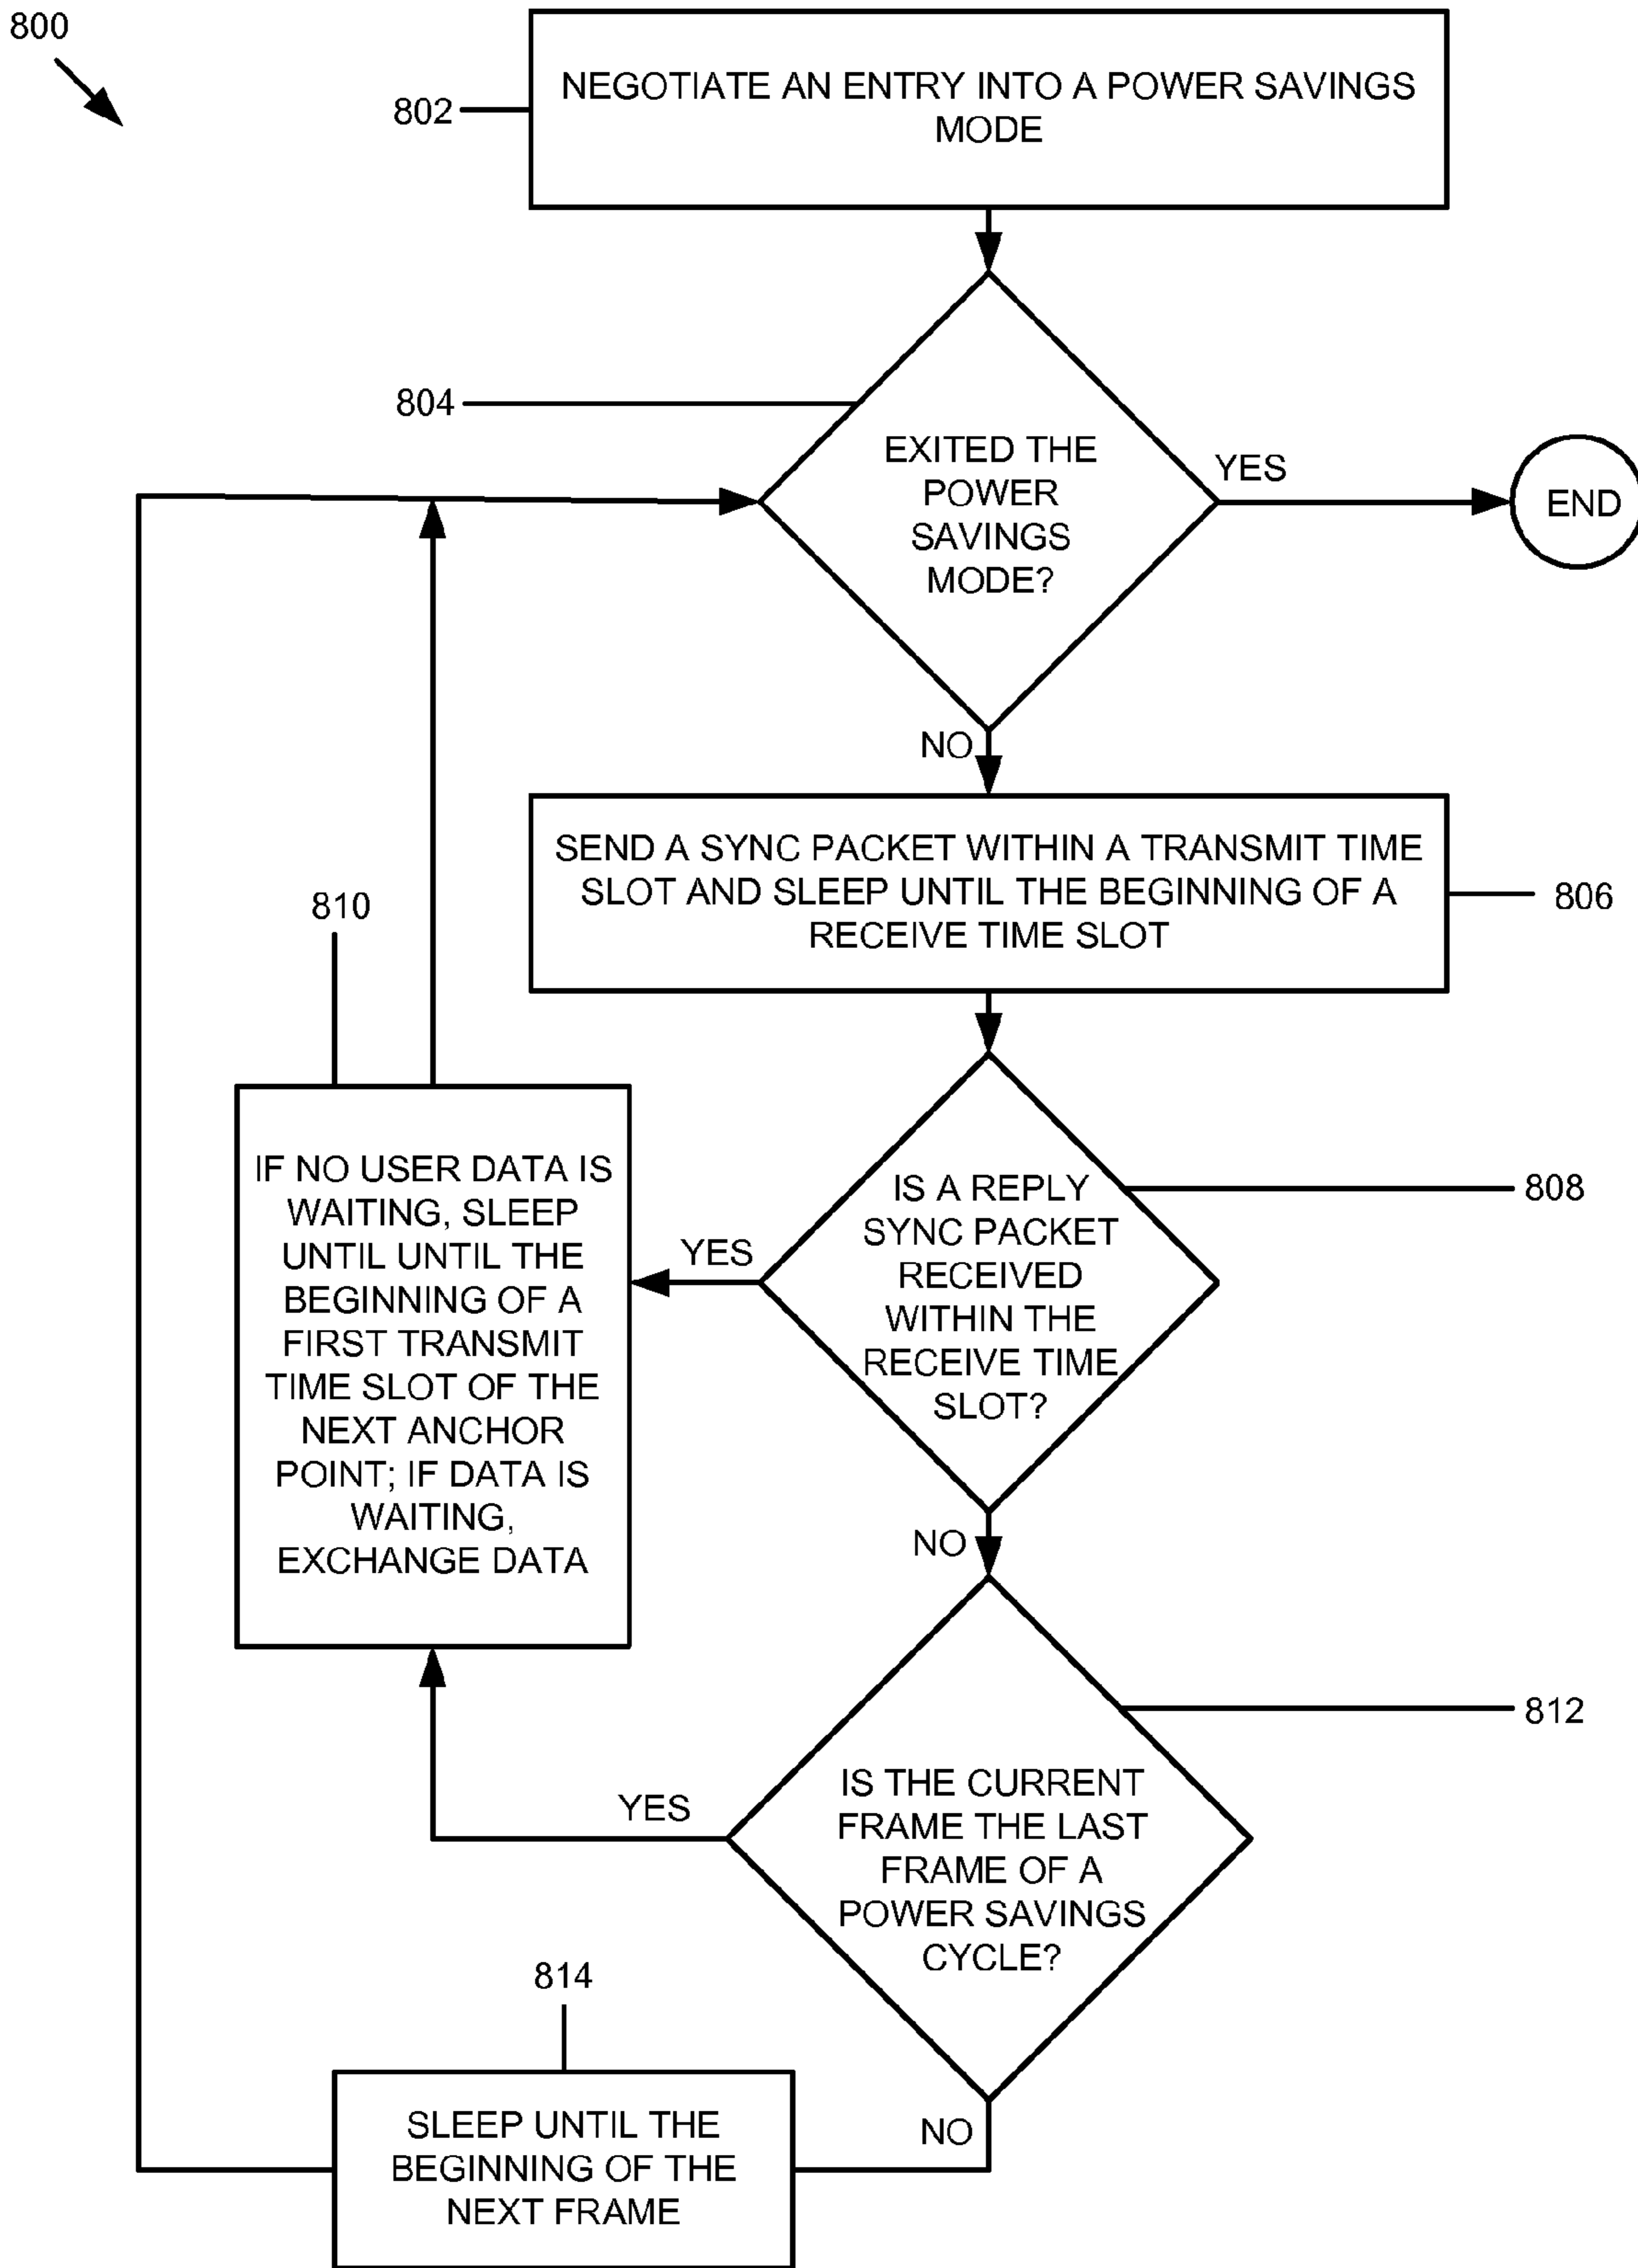 800
802
NEGOTIATE AN ENTRY INTO A POWER SAVINGS
MODE
804
EXITED THE
POWER
SAVINGS
MODE?
YES
END
NO
SEND A SYNC PACKET WITHIN A TRANSMIT TIME
SLOT AND SLEEP UNTIL THE BEGINNING OF A
RECEIVE TIME SLOT
806
810
IF NO USER DATA IS
WAITING, SLEEP
UNTIL UNTIL THE
BEGINNING OF A
FIRST TRANSMIT
TIME SLOT OF THE
NEXT ANCHOR
POINT; IF DATA IS
WAITING,
EXCHANGE DATA
YES
IS A REPLY
SYNC PACKET
RECEIVED
WITHIN THE
RECEIVE TIME
SLOT?
808
NO
812
YES
IS THE CURRENT
FRAME THE LAST
FRAME OF A
POWER SAVINGS
CYCLE?
814
NO
SLEEP UNTIL THE
BEGINNING OF THE
NEXT FRAME